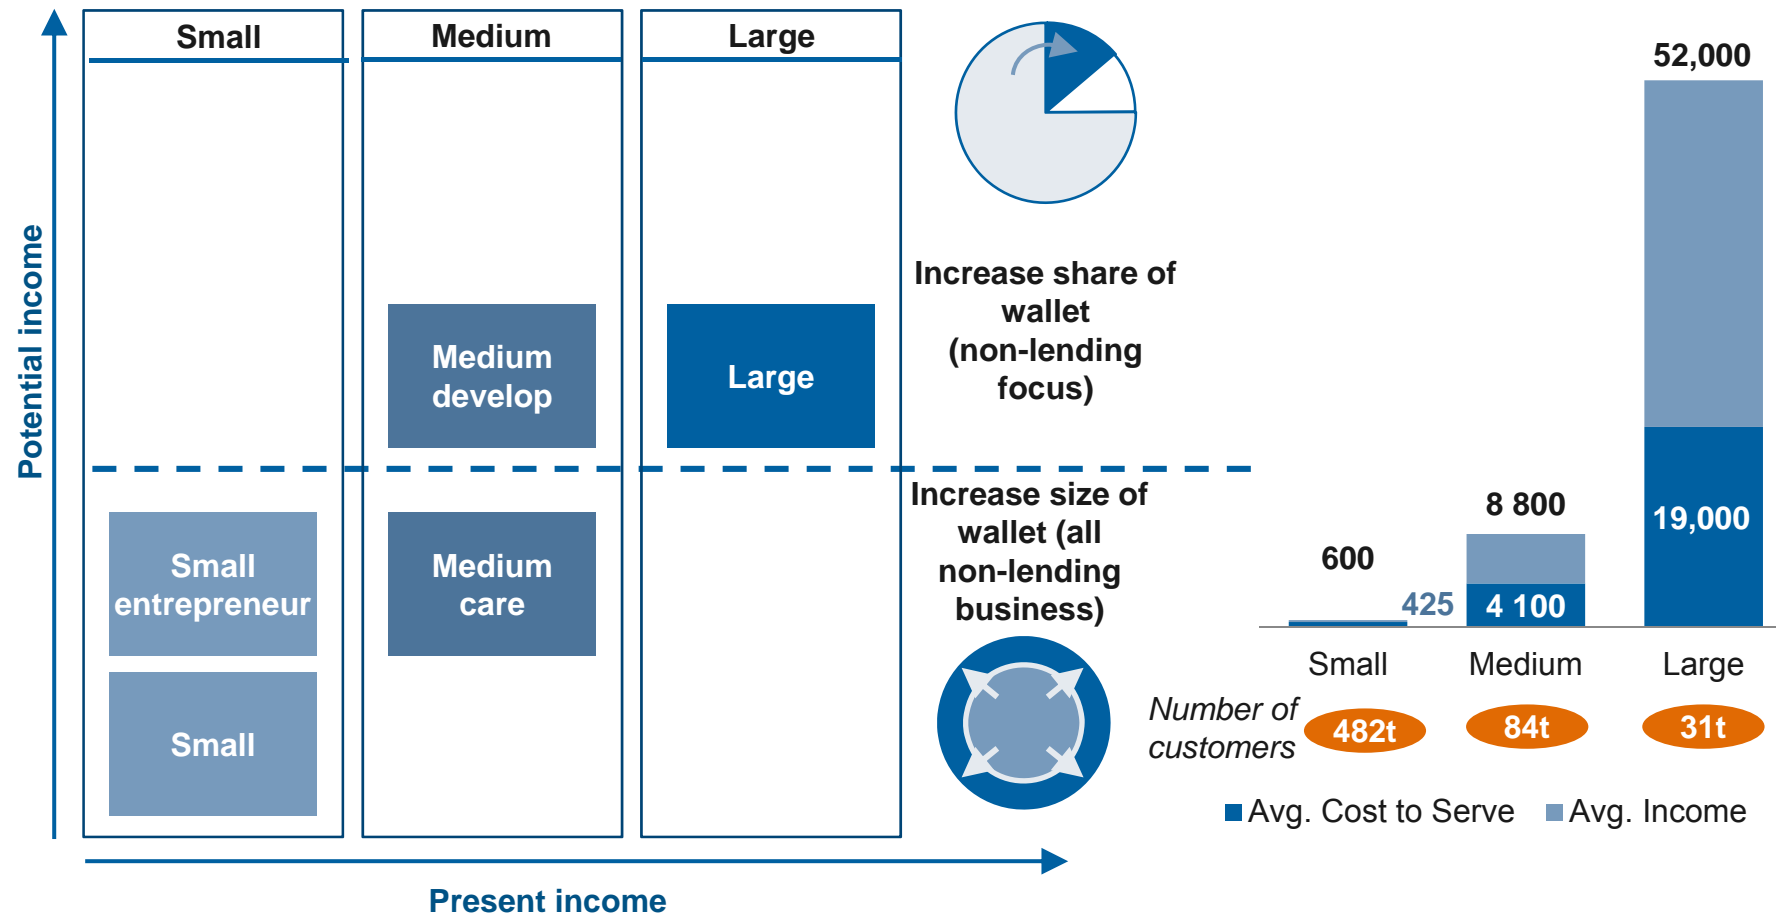 Small
Medium
Large
Potential income
Medium
develop
Large
Small
entrepreneur
Medium
care
Small
Present income
Increase share of
wallet
(non-lending
focus)
Increase size of
wallet (all
non-lending
business)
600
425
8 800
4 100
52,000
19,000
Small
Medium
Large
Number of
customers
482t
84t
31t
Avg. Cost to Serve
Avg. Income